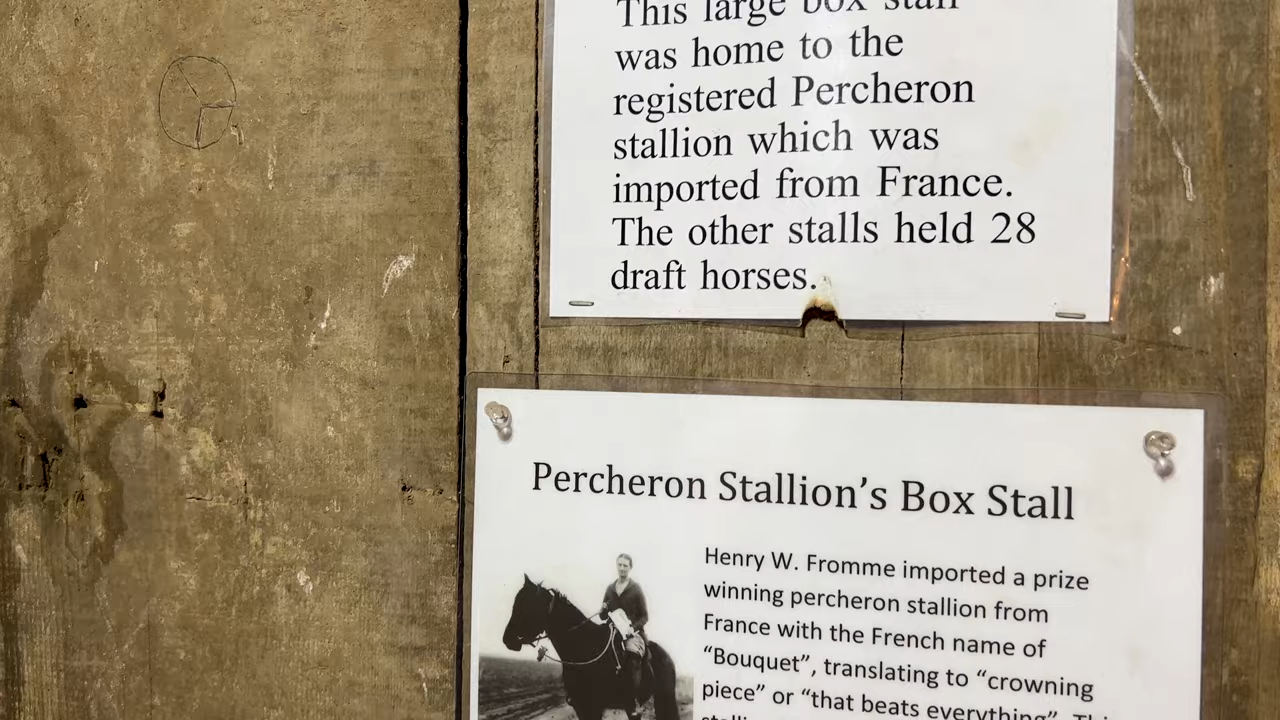 This large box stall
was home to the
registered Percheron
stallion which was
imported from France.
The other stalls held 28
draft horses.
Percheron Stallion’s Box Stall
Henry W. Fromme imported a prize
winning percheron stallion from
France with the French name of
“Bouquet”, translating to “crowning
piece” or “that beats everything”. Thi